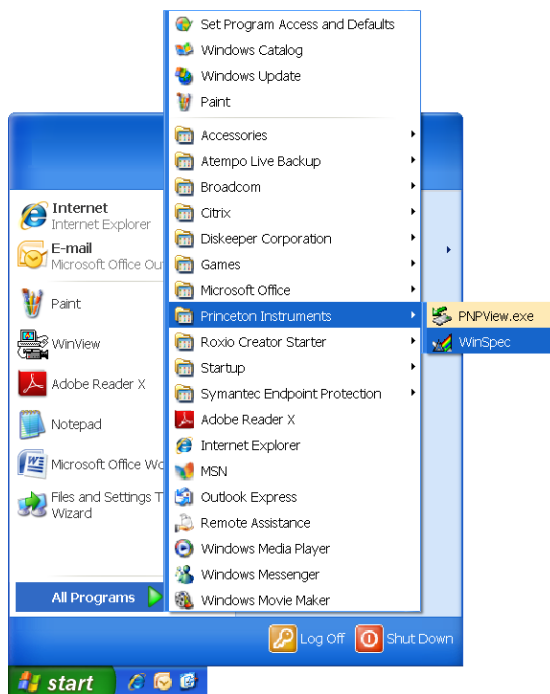 Set Program Access and Defaults
Windows Catalog
Windows Update
Paint
Accessories
Atempo Live Backup
Broadcom
Citrix
Diskeeper Corporation
Games
Microsoft Office
Princeton Instruments
Roxio Creator Starter
Startup
Symantec Endpoint Protection
Adobe Reader X
Internet Explorer
MSN
Outlook Express
Remote Assistance
Windows Media Player
Windows Messenger
Windows Movie Maker
PNPView.exe
WinSpec
Internet
Internet Explorer
E-mail
Microsoft Office Ou
Paint
WinView
Adobe Reader X
Notepad
Microsoft Office Wo
Files and Settings T
Wizard
All Programs
Log Off
Shut Down
start